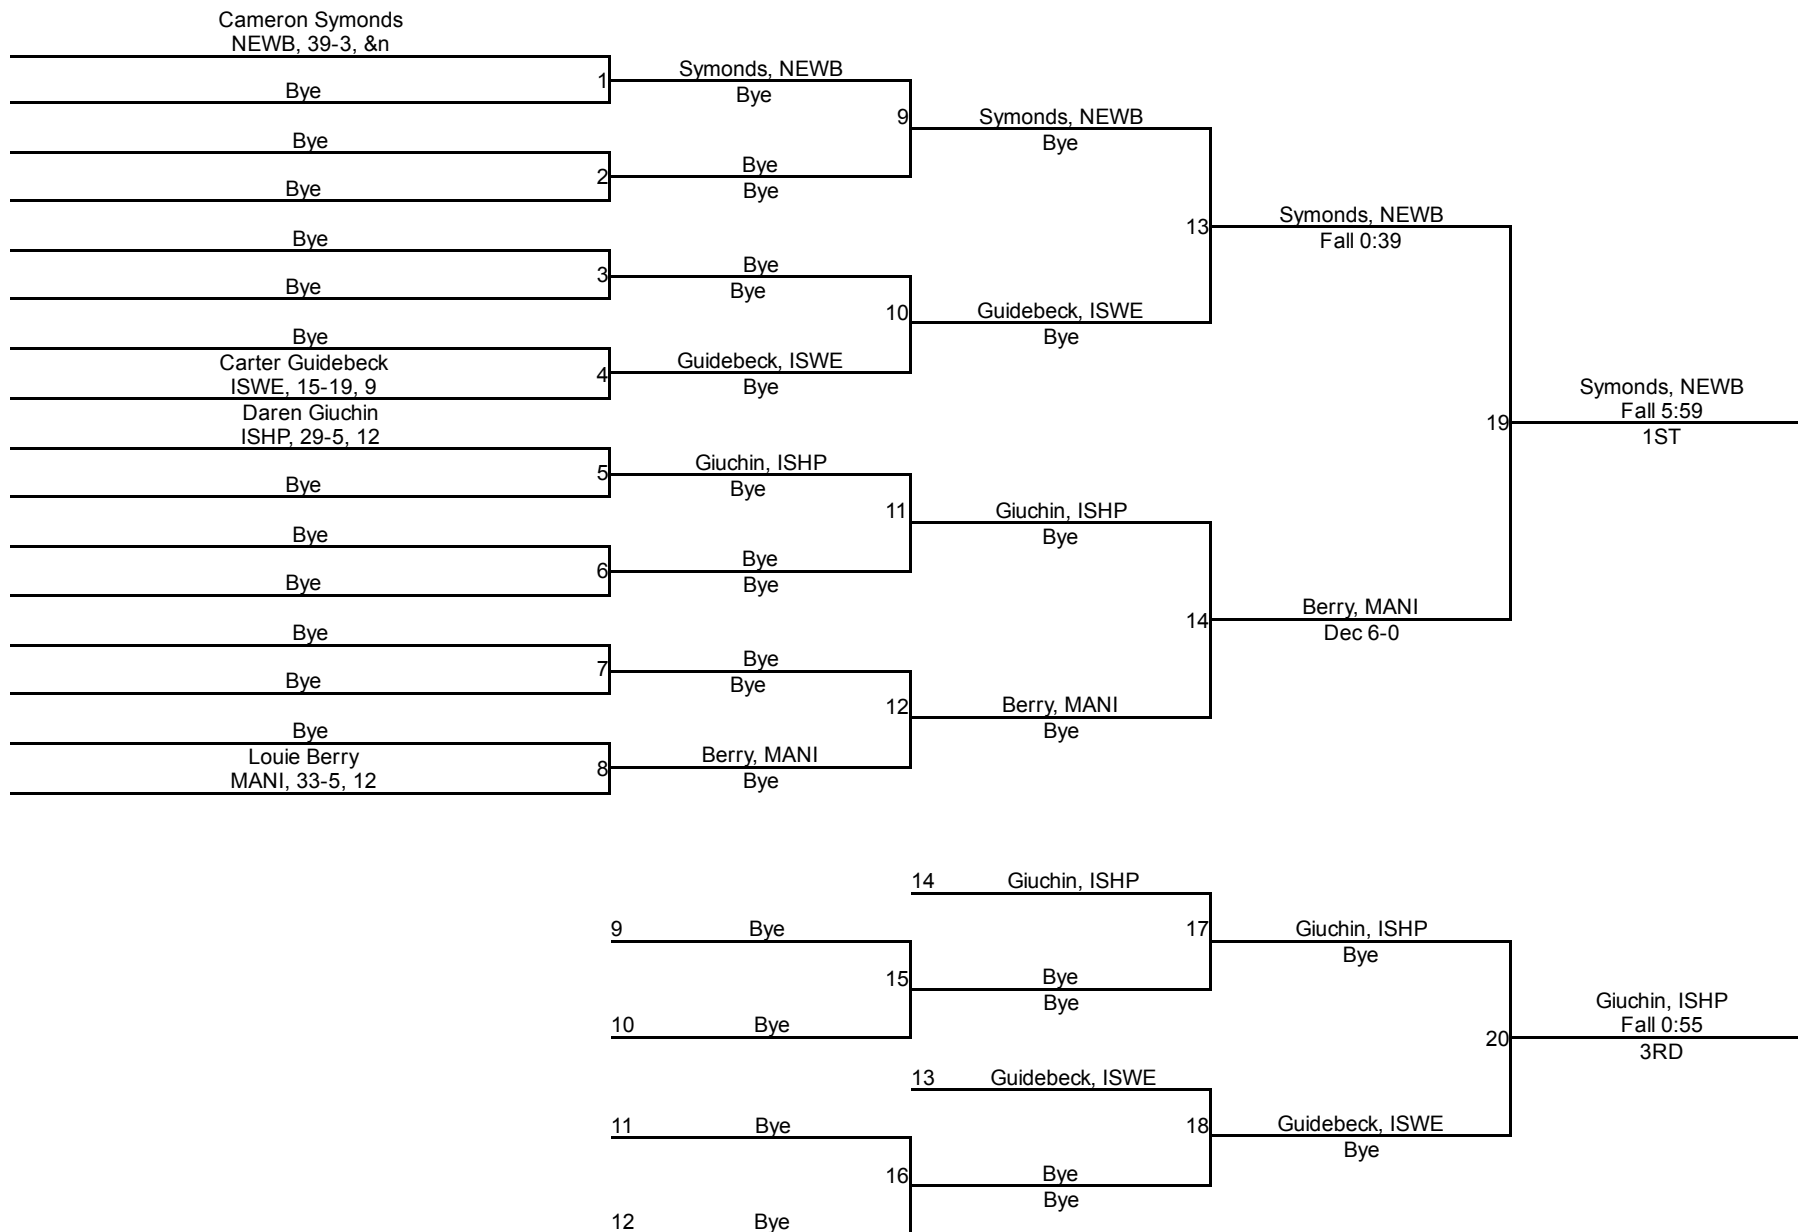 Cameron Symonds
NEWB, 39-3, &n
1
Symonds, NEWB
Bye
Bye
9
Symonds, NEWB
Bye
Bye
2
Bye
Bye
Bye
13
Symonds, NEWB
Fall 0:39
Bye
3
Bye
Bye
Bye
10
Guidebeck, ISWE
Bye
Bye
Carter Guidebeck
ISWE, 15-19, 9
4
Guidebeck, ISWE
Bye
19
Symonds, NEWB
Fall 5:59
1ST
Daren Giuchin
ISHP, 29-5, 12
5
Giuchin, ISHP
Bye
Bye
11
Giuchin, ISHP
Bye
Bye
6
Bye
Bye
Bye
14
Berry, MANI
Dec 6-0
Bye
7
Bye
Bye
Bye
12
Berry, MANI
Bye
Bye
Louie Berry
MANI, 33-5, 12
8
Berry, MANI
Bye
14
Giuchin, ISHP
9
Bye
17
Giuchin, ISHP
Bye
15
Bye
Bye
10
Bye
20
Giuchin, ISHP
Fall 0:55
3RD
13
Guidebeck, ISWE
11
Bye
18
Guidebeck, ISWE
Bye
16
Bye
Bye
12
Bye